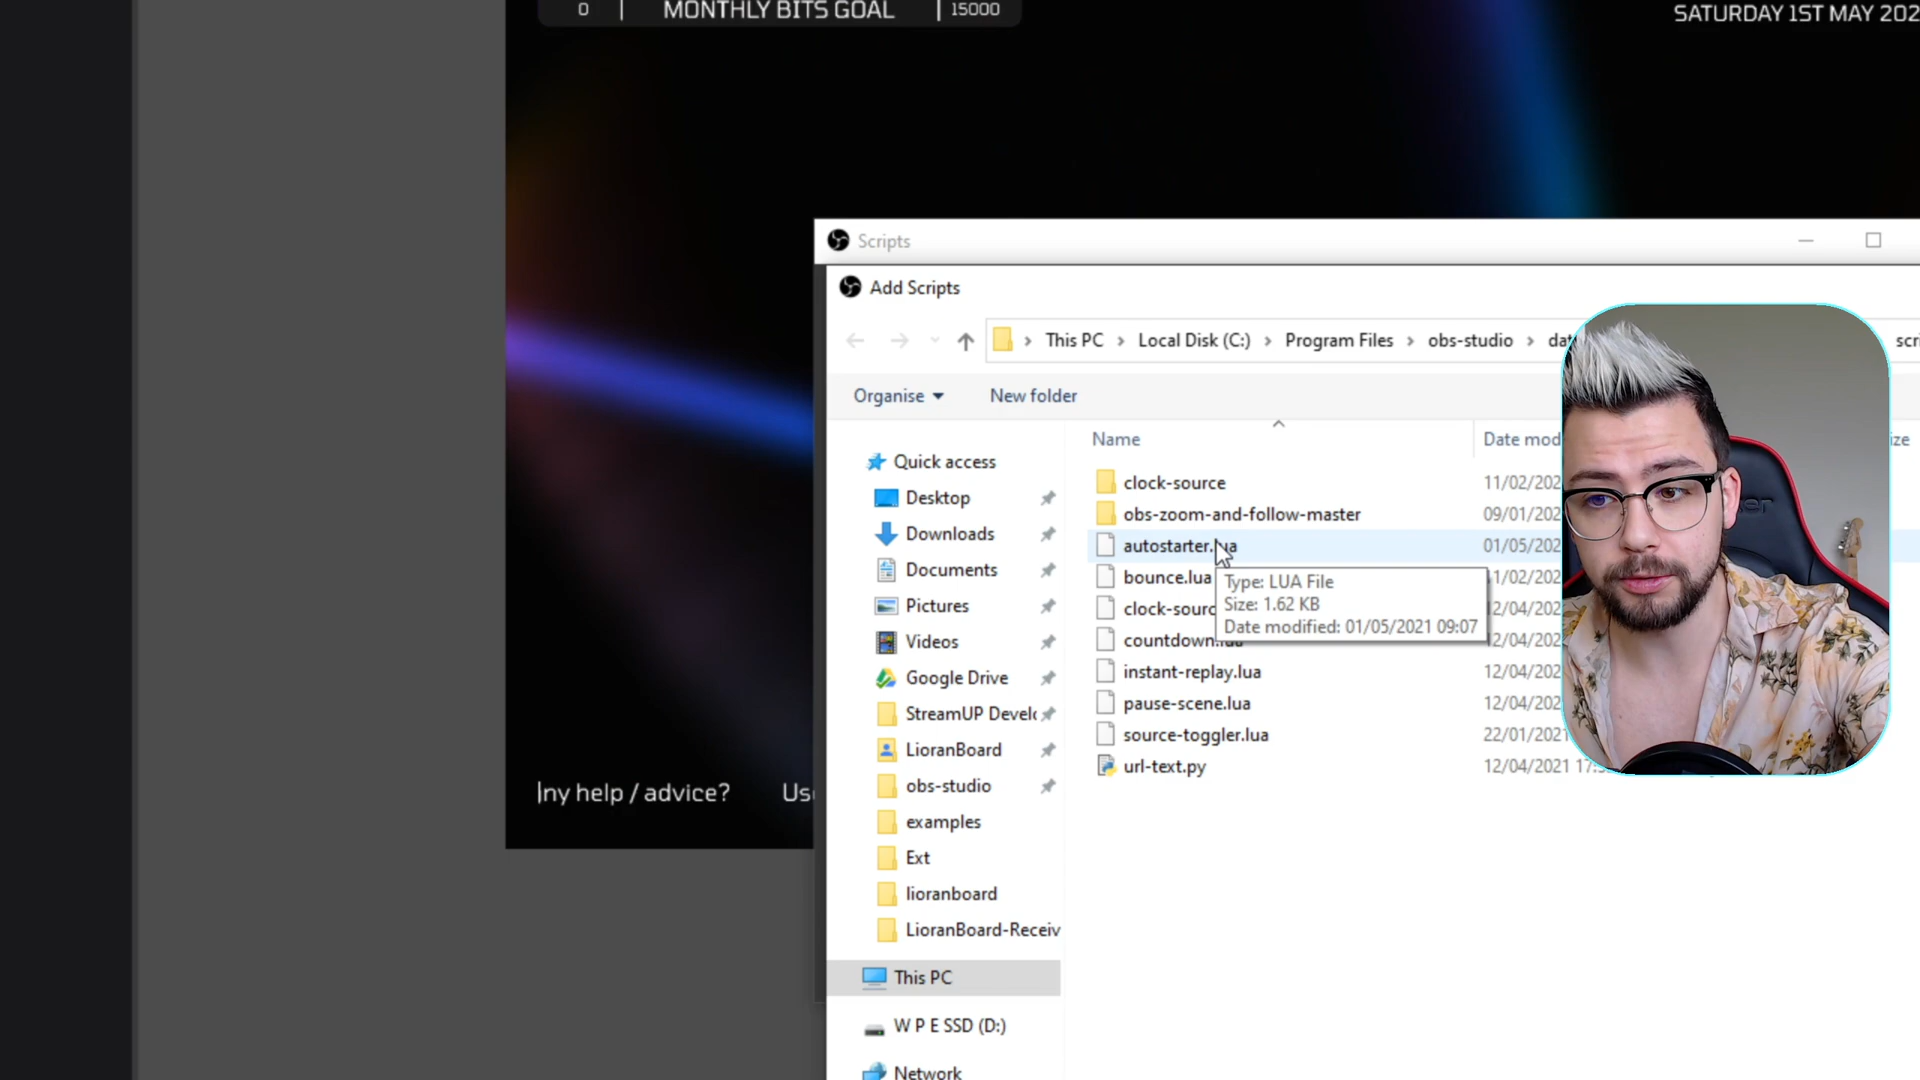 0 | MONTHLY BITS GOAL | 15000
SATURDAY 1ST MAY 202
Scripts
Add Scripts
This PC > Local Disk (C:) > Program Files > obs-studio >
Organise
New folder
Name
Date mod
Quick access
Desktop
Downloads
Documents
Pictures
Videos
Google Drive
StreamUP Develo
LioranBoard
obs-studio
examples
Ext
lioranboard
LioranBoard-Receiv
This PC
W P E SSD (D:)
Network
clock-source 11/02/202
obs-zoom-and-follow-master 09/01/202
autostarter.lua 01/05/202
bounce.lua
Type: LUA File
Size: 1.62 KB
Date modified: 01/05/2021 09:07
countdown.lua
instant-replay.lua 12/04/202
pause-scene.lua 12/04/202
source-toggler.lua 22/01/2021
url-text.py 12/04/2021
ny help / advice?